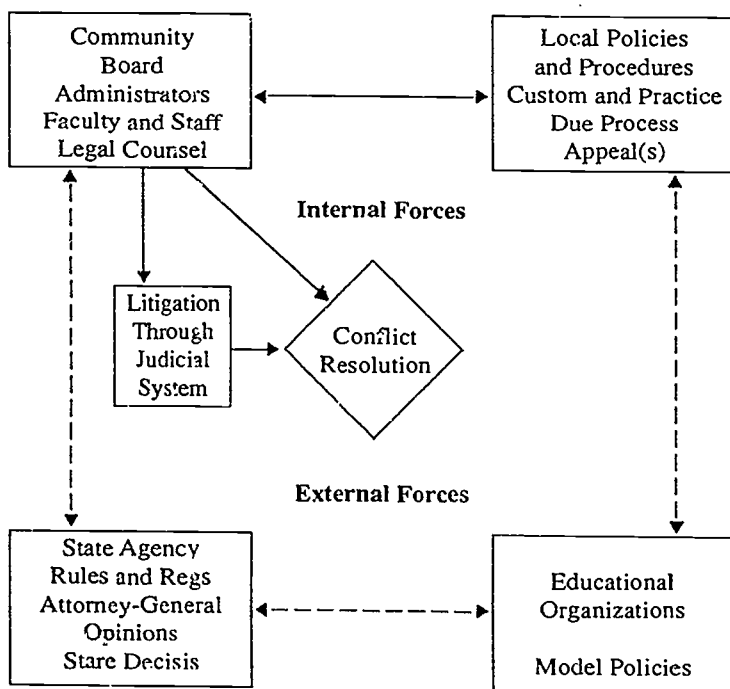 Community
Board
Administrators
Faculty and Staff
Legal Counsel
Local Policies
and Procedures
Custom and Practice
Due Process
Appeal(s)
Internal Forces
Litigation
Through
Judicial
System
Conflict
Resolution
External Forces
State Agency
Rules and Regs
Attorney-General
Opinions
Stare Decisis
Educational
Organizations
Model Policies